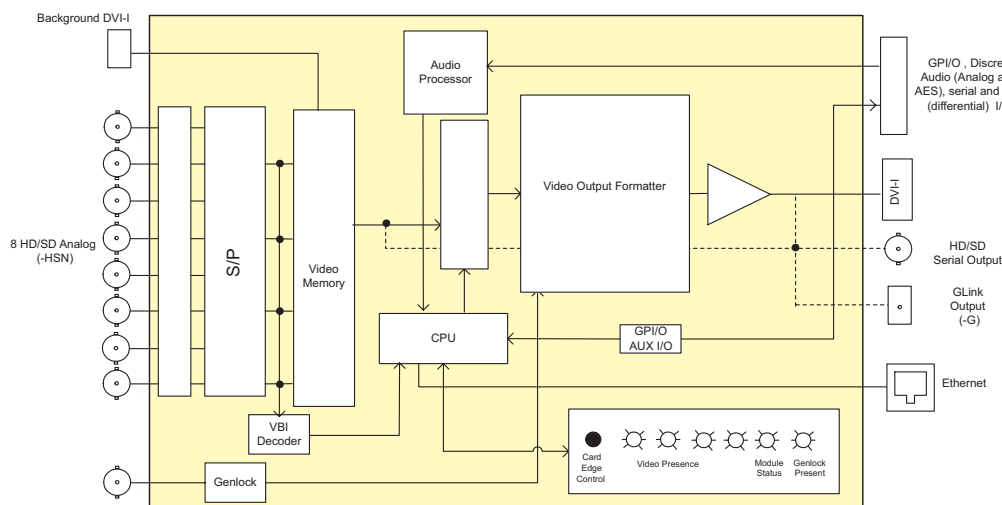 Background DVI-I
Audio
Processor
GPI/O , Discre
Audio (Analog a
AES), serial and
(differential) I/
8 HD/SD Analog
(-HSN)
S/P
Video
Memory
Video Output Formatter
DVI-I
HD/SD
Serial Output
GLink
Output
(-G)
CPU
GPI/O
AUX I/O
Ethernet
VBI
Decoder
Genlock
Card
Edge
Control
Video Presence
Module
Status
Genlock
Present